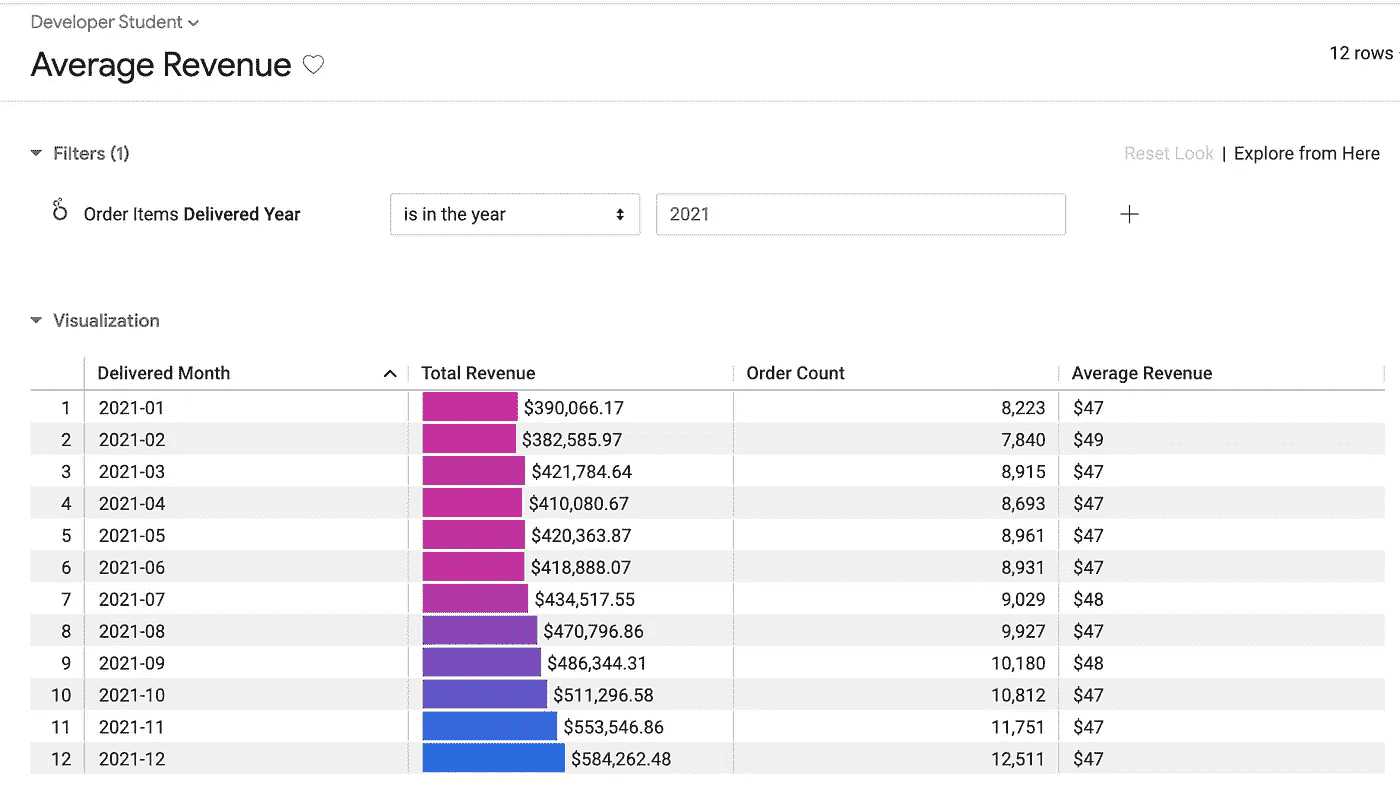 Developer Student
Average Revenue
12 rows
Filters (1)
Reset Look | Explore from Here
Order Items Delivered Year is in the year 2021
Visualization
Delivered Month Total Revenue Order Count Average Revenue
1 2021-01 $390,066.17 8,223 $47
2 2021-02 $382,585.97 7,840 $49
3 2021-03 $421,784.64 8,915 $47
4 2021-04 $410,080.67 8,693 $47
5 2021-05 $420,363.87 8,961 $47
6 2021-06 $418,888.07 8,931 $47
7 2021-07 $434,517.55 9,029 $48
8 2021-08 $470,796.86 9,927 $47
9 2021-09 $486,344.31 10,180 $48
10 2021-10 $511,296.58 10,812 $47
11 2021-11 $553,546.86 11,751 $47
12 2021-12 $584,262.48 12,511 $47